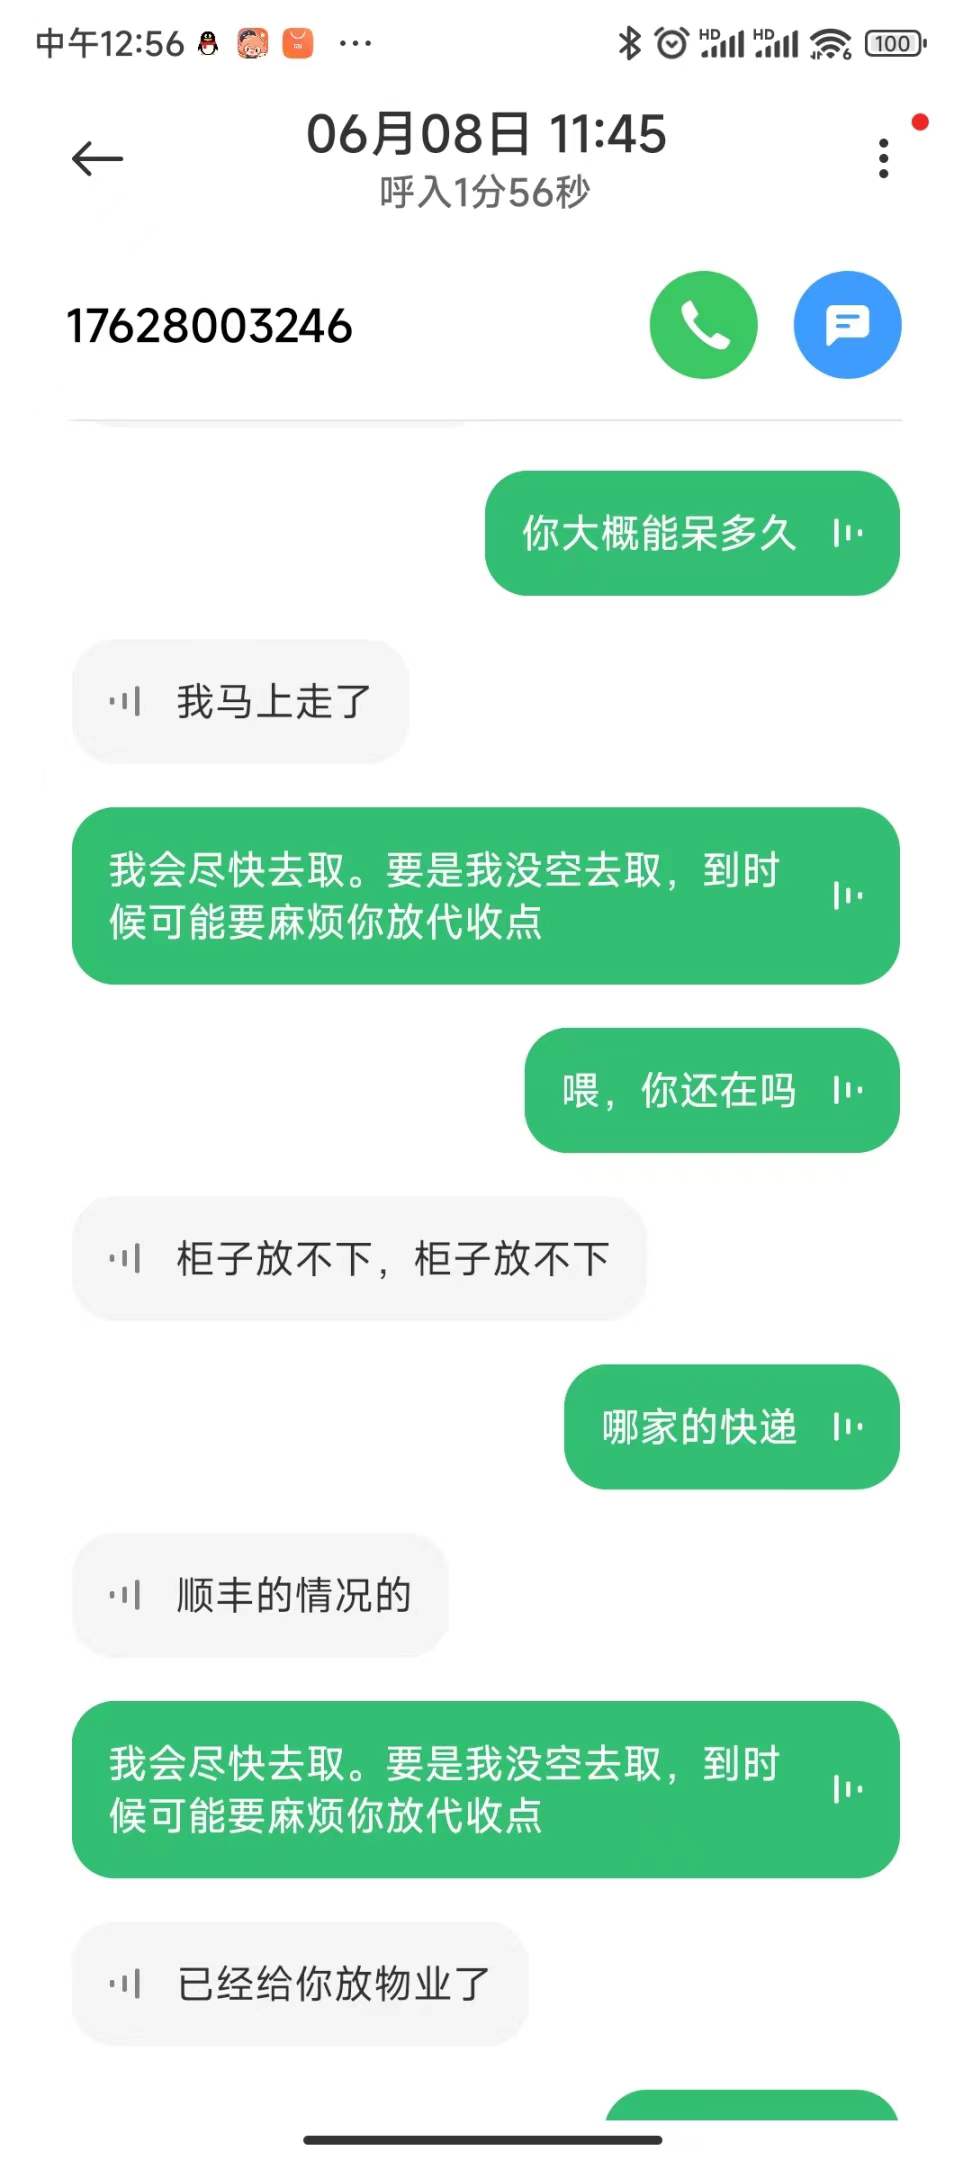 中午12:56
HD
HD
6
100
06月08日 11:45
呼入1分56秒
17628003246
你大概能呆多久
我马上走了
我会尽快去取。要是我没空去取，到时
候可能要麻烦你放代收点
喂，你还在吗
柜子放不下，柜子放不下
哪家的快递
顺丰的情况的
我会尽快去取。要是我没空去取，到时
候可能要麻烦你放代收点
已经给你放物业了